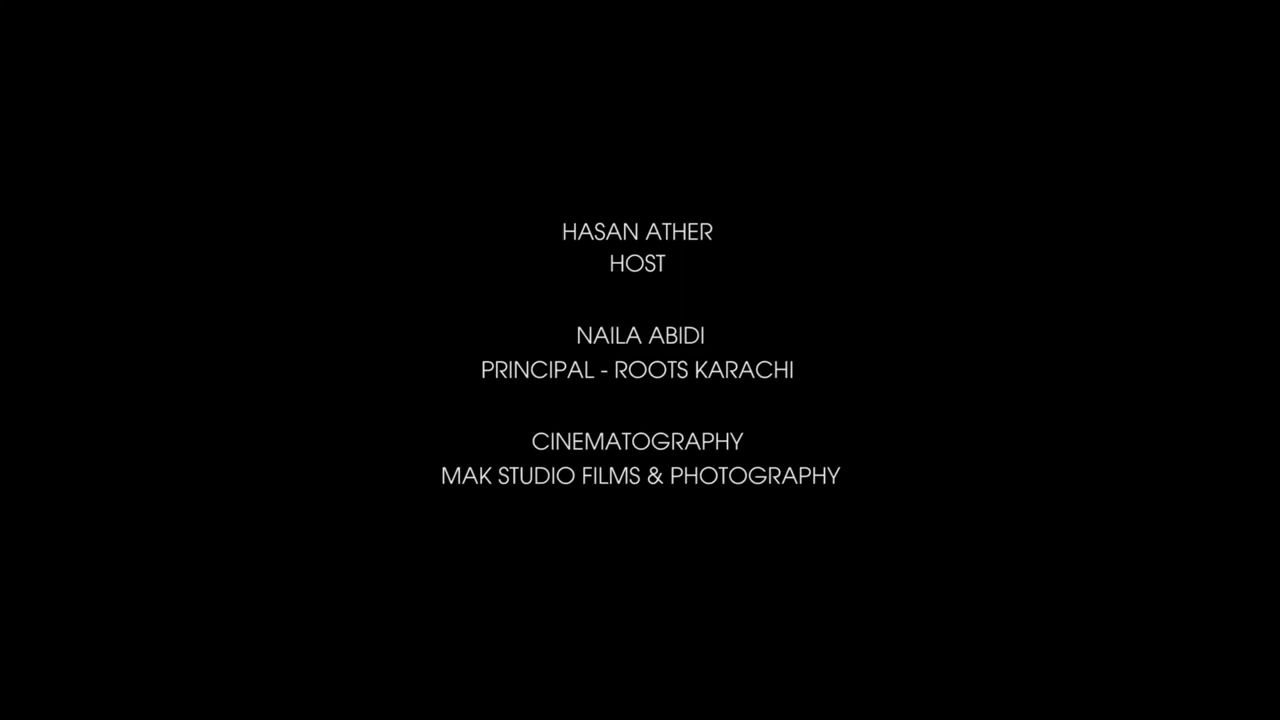 HASAN ATHER
HOST
NAILA ABIDI
PRINCIPAL - ROOTS KARACHI
CINEMATOGRAPHY
MAK STUDIO FILMS & PHOTOGRAPHY